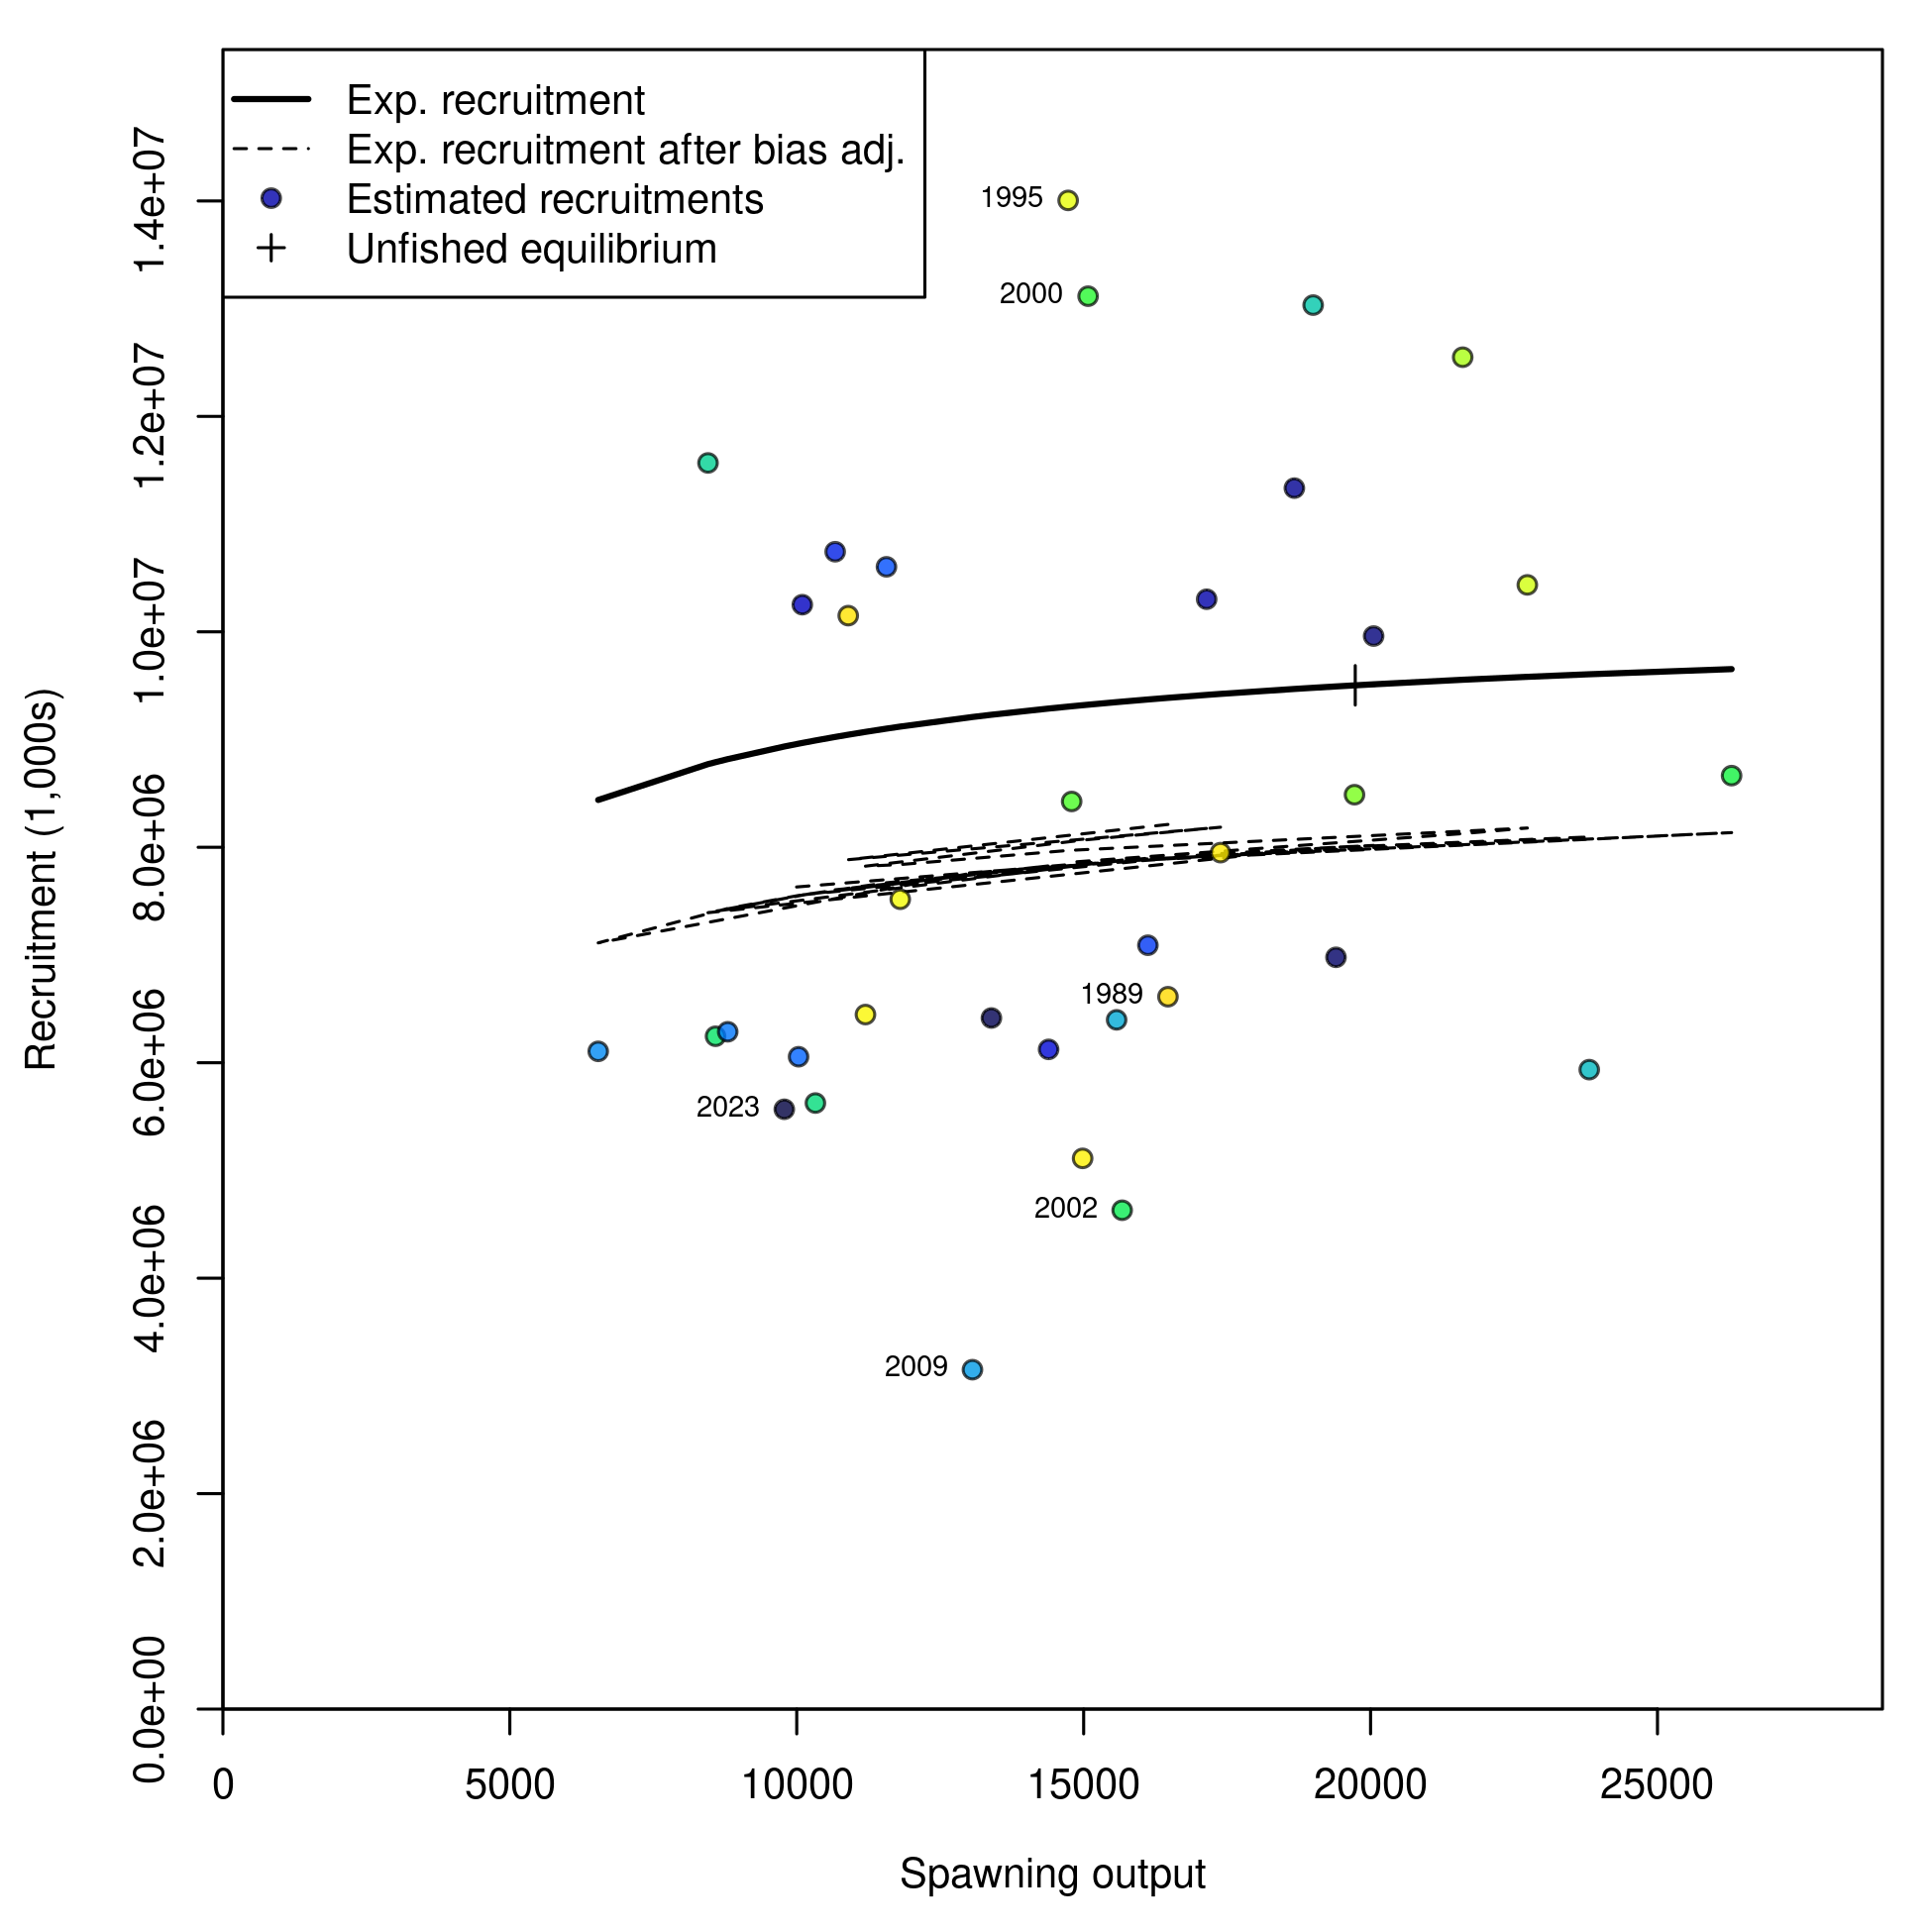 Exp. recruitment
Exp. recruitment after bias adj.
Estimated recruitments
Unfished equilibrium
1995
2000
1989
2023
2002
2009
Recruitment (1,000s)
1.4e+07
1.2e+07
1.0e+07
8.0e+06
6.0e+06
4.0e+06
2.0e+06
0.0e+00
0 5000 10000 15000 20000 25000
Spawning output